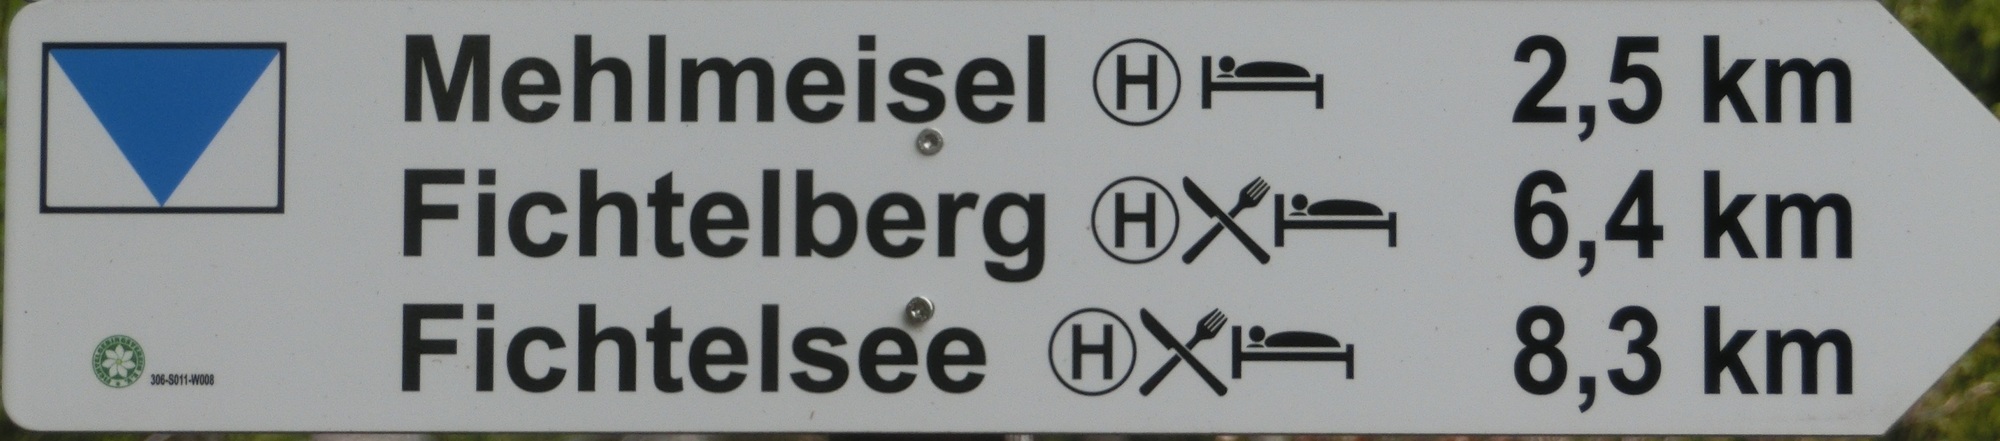 Mehlmeisel H 2,5 km
Fichtelberg H 6,4 km
Fichtelsee H 8,3 km
306-S011-W008